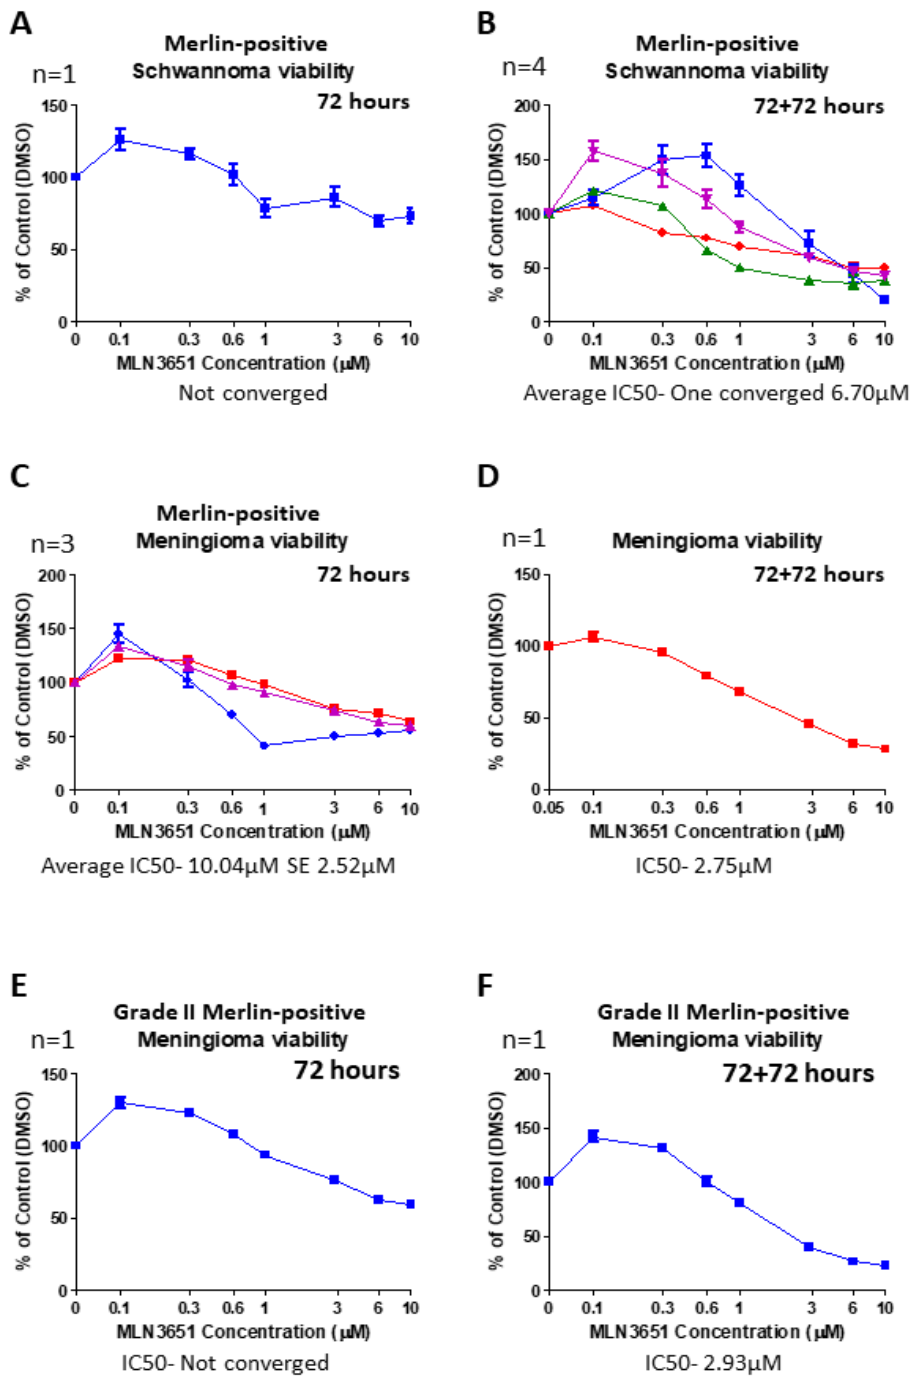 A
Merlin-positive
Schwannoma viability
n=1
72 hours
150
100
50
0
% of Control (DMSO)
0 0.1 0.3 0.6 1 3 6 10
MLN3651 Concentration (µM)
Not converged
B
Merlin-positive
Schwannoma viability
n=4
72+72 hours
200
150
100
50
0
% of Control (DMSO)
0 0.1 0.3 0.6 1 3 6 10
MLN3651 Concentration (µM)
Average IC50- One converged 6.70µM
C
Merlin-positive
Meningioma viability
n=3
72 hours
200
150
100
50
0
% of Control (DMSO)
0 0.1 0.3 0.6 1 3 6 10
MLN3651 Concentration (µM)
Average IC50- 10.04µM SE 2.52µM
D
Meningioma viability
n=1
72+72 hours
150
100
50
0
% of Control (DMSO)
0.05 0.1 0.3 0.6 1 3 6 10
MLN3651 Concentration (µM)
IC50- 2.75µM
E
Grade II Merlin-positive
Meningioma viability
n=1
72 hours
150
100
50
0
% of Control (DMSO)
0 0.1 0.3 0.6 1 3 6 10
MLN3651 Concentration (µM)
IC50- Not converged
F
Grade II Merlin-positive
Meningioma viability
n=1
72+72 hours
200
150
100
50
0
% of Control (DMSO)
0 0.1 0.3 0.6 1 3 6 10
MLN3651 Concentration (µM)
IC50- 2.93µM